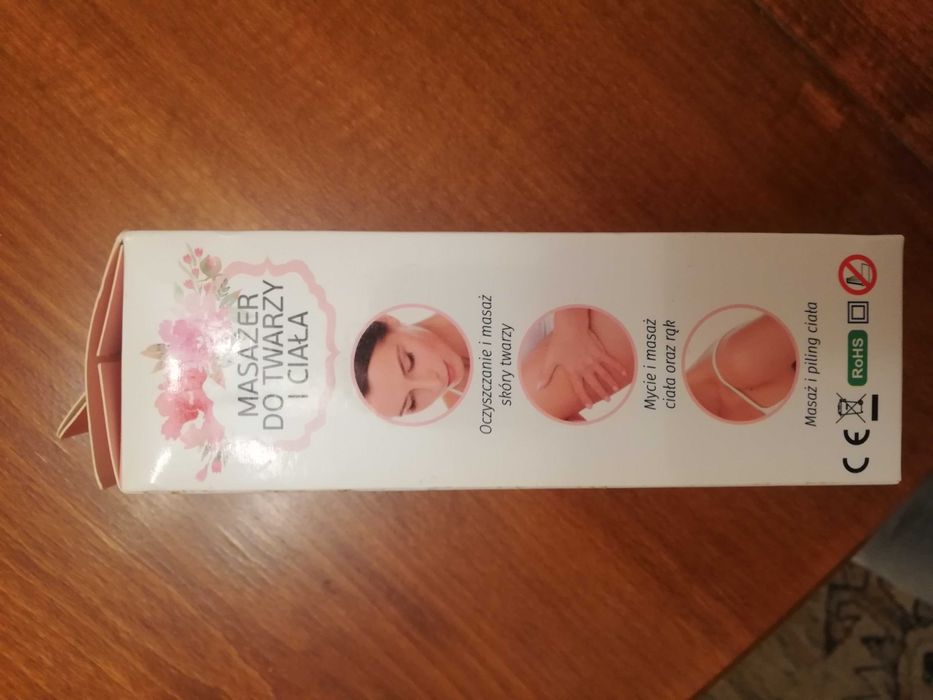 MASAŻER
DO TWARZY
I CIAŁA
Oczyszczanie i masaż
skóry twarzy
Mycie i masaż
ciała oraz rąk
Masaż i piling ciała
CE
RoHS